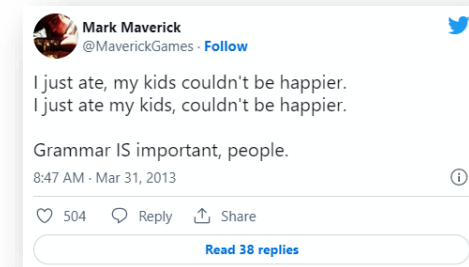 Mark Maverick
@MaverickGames · Follow
I just ate, my kids couldn't be happier.
I just ate my kids, couldn't be happier.
Grammar IS important, people.
8:47 AM · Mar 31, 2013
504 Reply Share
Read 38 replies